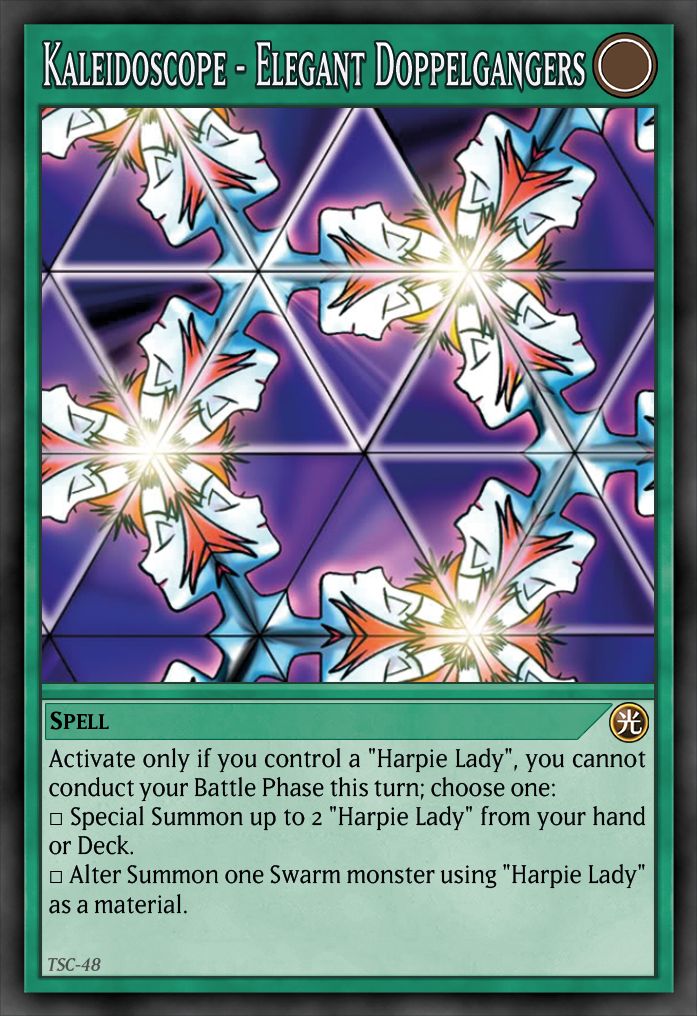 Kaleidoscope - Elegant Doppelgangers
Spell
光
Activate only if you control a "Harpie Lady", you cannot
conduct your Battle Phase this turn; choose one:
□ Special Summon up to 2 "Harpie Lady" from your hand
or Deck.
□ Alter Summon one Swarm monster using "Harpie Lady"
as a material.
TSC-48